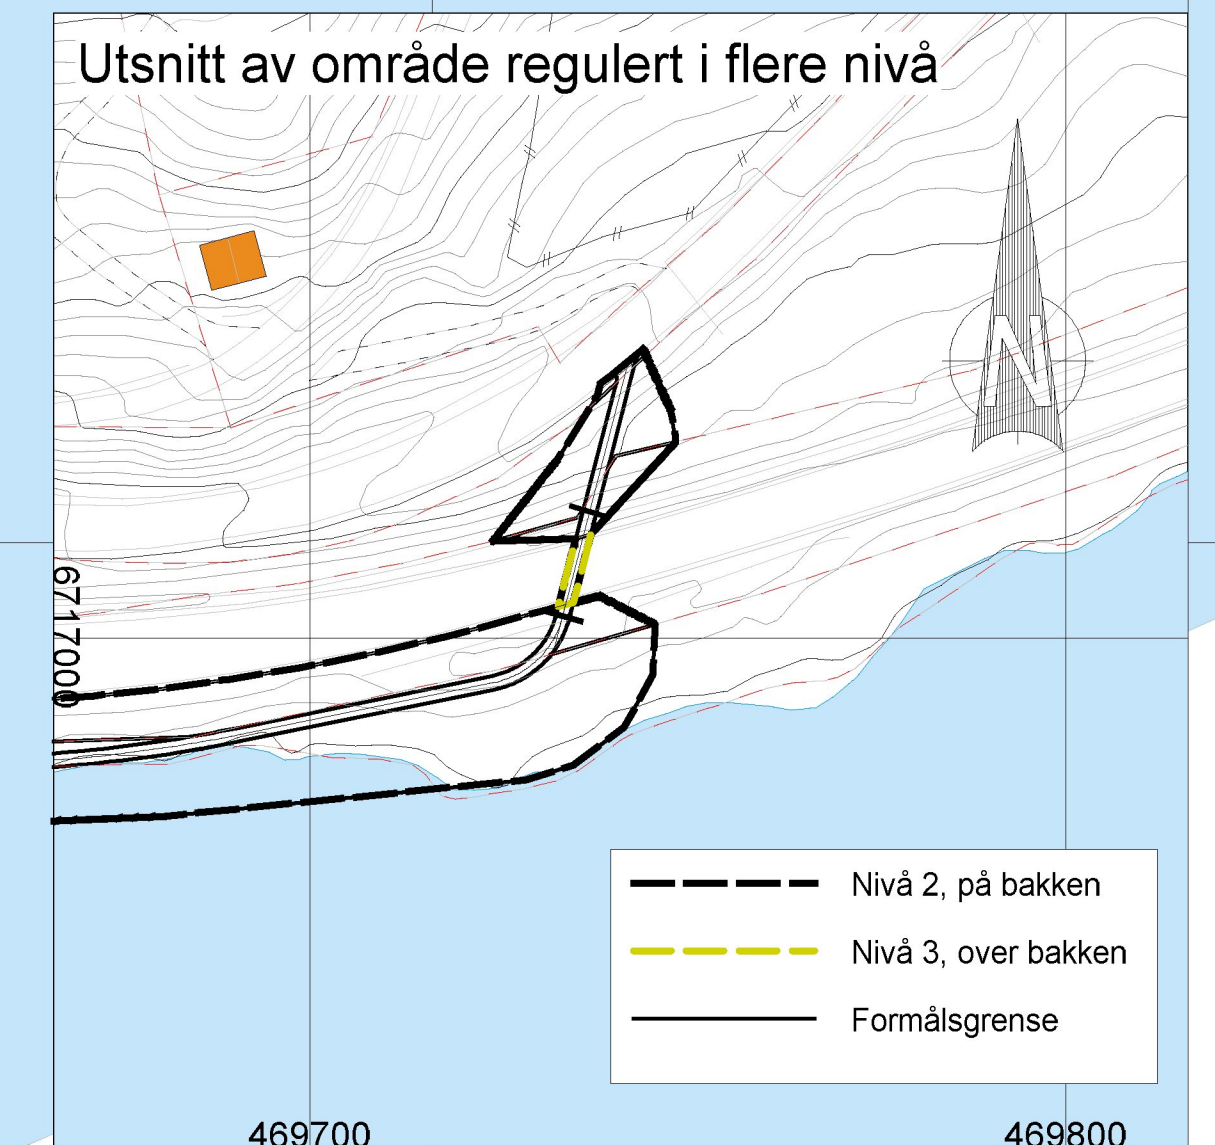 Utsnitt av område regulert i flere nivå
N
6717000
Nivå 2, på bakken
Nivå 3, over bakken
Formålsgrense
469700
469800